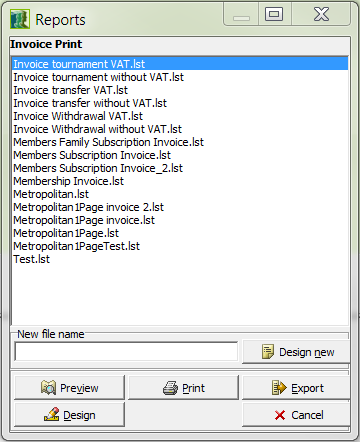 Reports
Invoice Print
Invoice tournament VAT.lst
Invoice tournament without VAT.lst
Invoice transfer VAT.lst
Invoice transfer without VAT.lst
Invoice Withdrawal VAT.lst
Invoice Withdrawal without VAT.lst
Members Family Subscription Invoice.lst
Members Subscription Invoice.lst
Members Subscription Invoice_2.lst
Membership Invoice.lst
Metropolitan.lst
Metropolitan1Page invoice 2.lst
Metropolitan1Page invoice.lst
Metropolitan1Page.lst
Metropolitan1PageTest.lst
Test.lst
New file name
Design new
Preview Print Export
Design Cancel